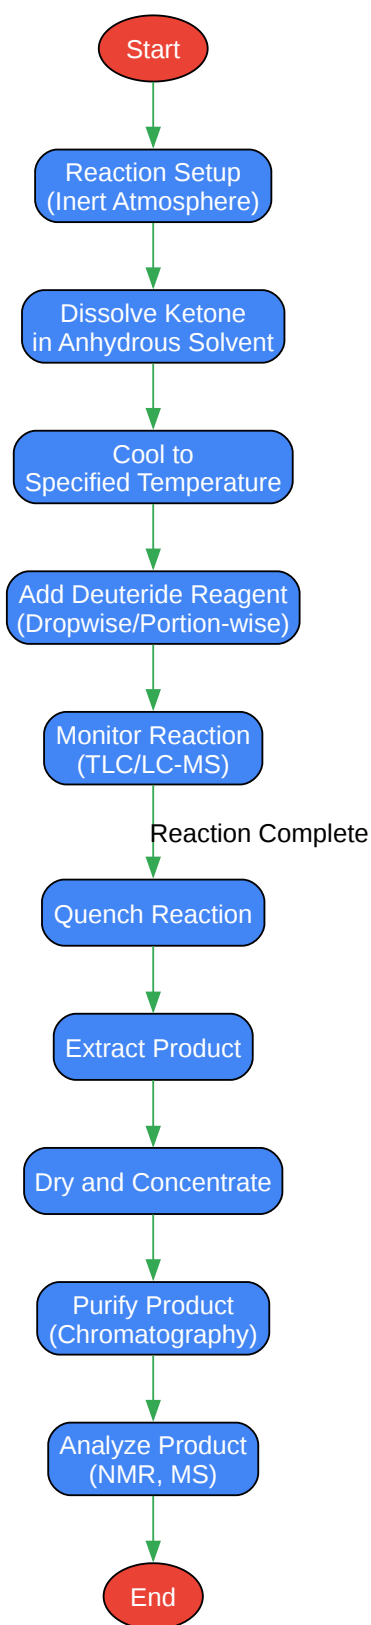 Start
Reaction Setup
(Inert Atmosphere)
Dissolve Ketone
in Anhydrous Solvent
Cool to
Specified Temperature
Add Deuteride Reagent
(Dropwise/Portion-wise)
Monitor Reaction
(TLC/LC-MS)
Reaction Complete
Quench Reaction
Extract Product
Dry and Concentrate
Purify Product
(Chromatography)
Analyze Product
(NMR, MS)
End